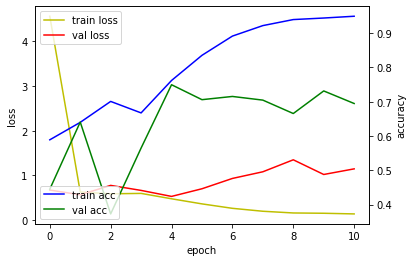 train loss
val loss
train acc
val acc
4
3
2
1
0
loss
0.9
0.8
0.7
0.6
0.5
0.4
accuracy
0 2 4 6 8 10
epoch